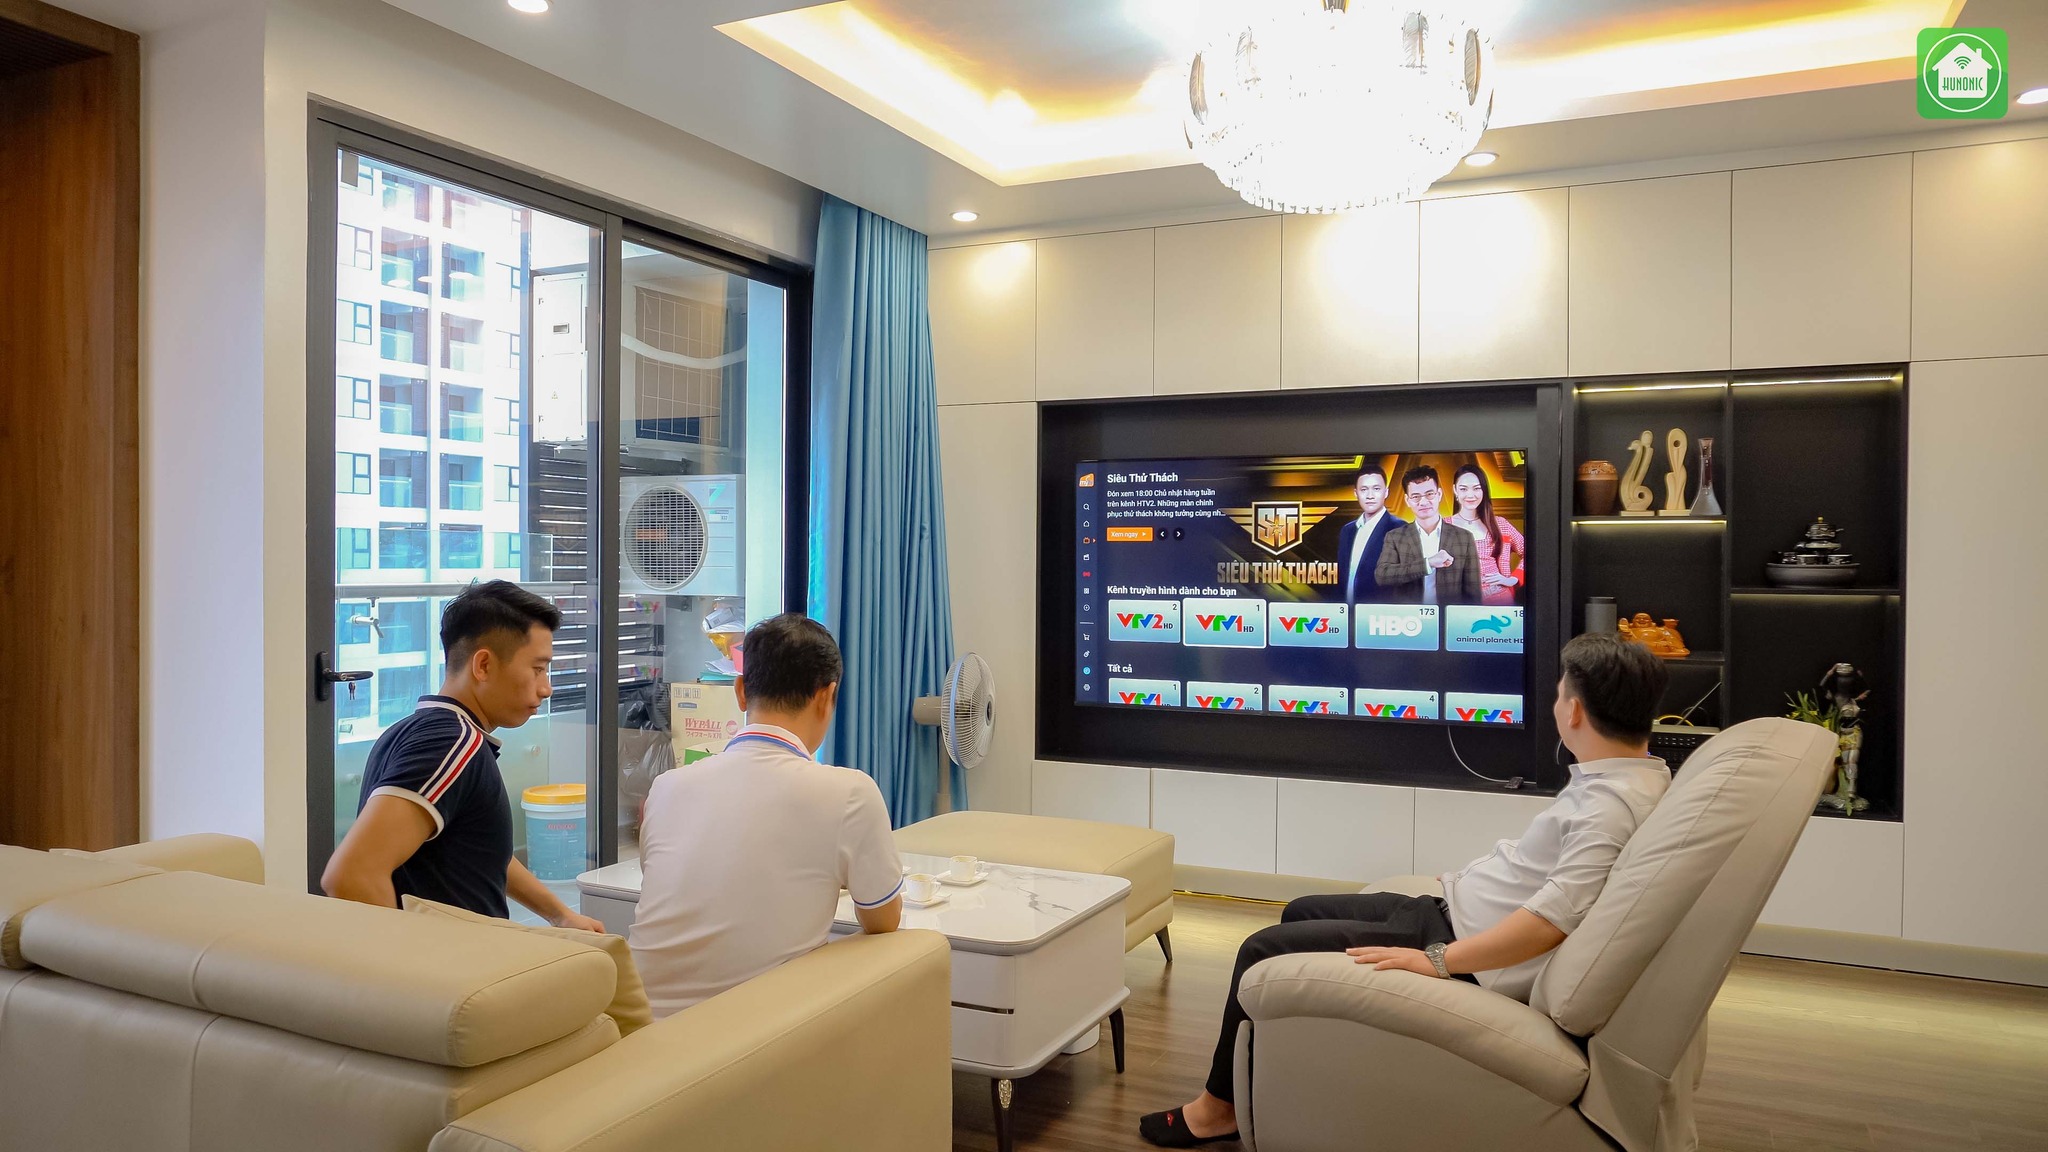 HUNONIC
my
Siêu Thử Thách
Đón xem 18:00 Chủ nhật hàng tuần
trên kênh HTV2. Những màn chinh
phục thử thách không tưởng cùng nh...
Xem ngay
STT
SIÊU THỬ THÁCH
Kênh truyền hình dành cho bạn
2 VTV2 HD
1 VTV1 HD
3 VTV3 HD
173 HBO
18 animal planet HD
Tất cả
1 VTV1
2 VTV2
3 VTV3
4 VTV4
VTV5
WYPALL